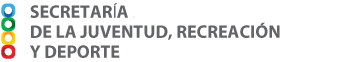 SECRETARÍA
DE LA JUVENTUD, RECREACIÓN
Y DEPORTE